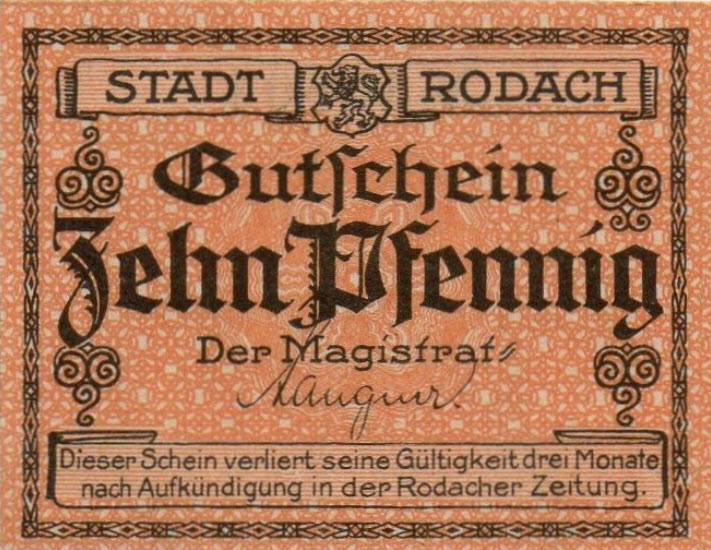 STADT RODACH
Gutschein
Zehn Pfennig
Der Magistrat
Dieser Schein verliert seine Gültigkeit drei Monate
nach Aufkündigung in der Rodacher Zeitung.